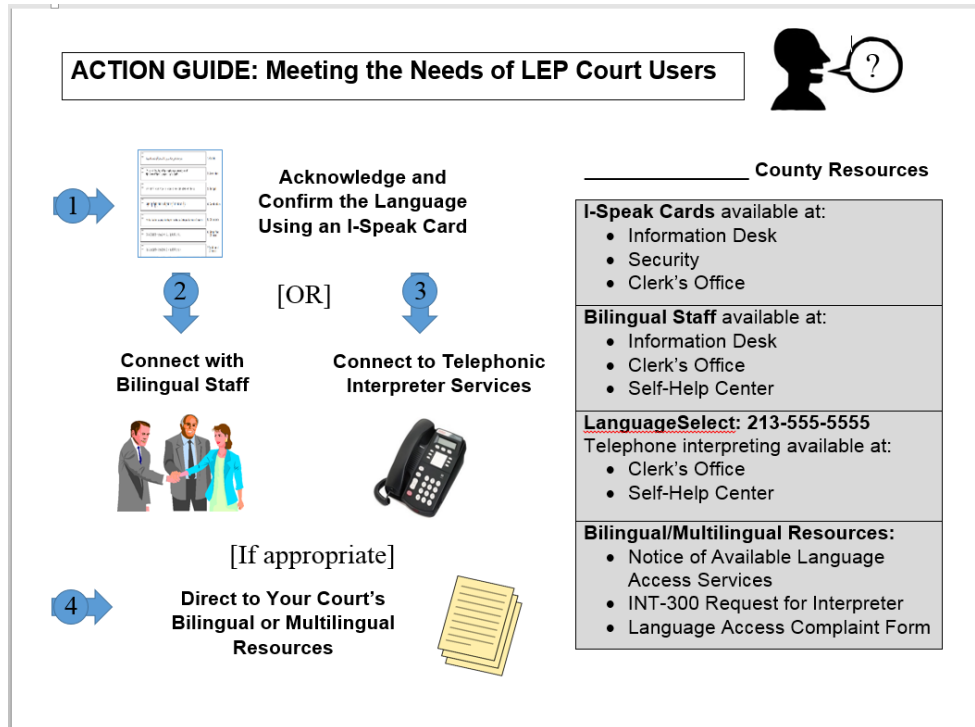 ACTION GUIDE: Meeting the Needs of LEP Court Users
?
1
Acknowledge and
Confirm the Language
Using an I-Speak Card
2
[OR]
3
Connect with
Bilingual Staff
Connect to Telephonic
Interpreter Services
[If appropriate]
4
Direct to Your Court's
Bilingual or Multilingual
Resources
_____________ County Resources
I-Speak Cards available at:
• Information Desk
• Security
• Clerk's Office
Bilingual Staff available at:
• Information Desk
• Clerk's Office
• Self-Help Center
LanguageSelect: 213-555-5555
Telephone interpreting available at:
• Clerk's Office
• Self-Help Center
Bilingual/Multilingual Resources:
• Notice of Available Language
Access Services
• INT-300 Request for Interpreter
• Language Access Complaint Form